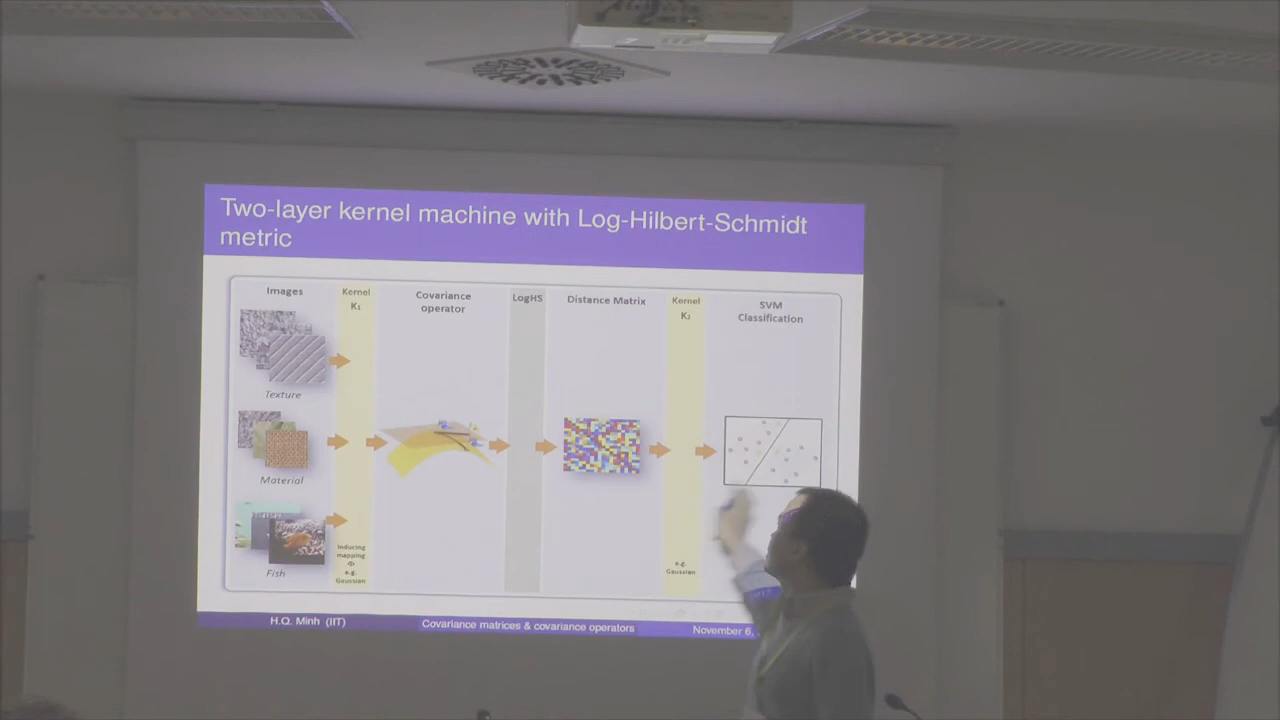 Two-layer kernel machine with Log-Hilbert-Schmidt
metric
Images
Kernel
K₁
Covariance
operator
LogHS
Distance Matrix
Kernel
K₂
SVM
Classification
Texture
Material
Fish
Inducing
mapping
Φ
e.g.
Gaussian
e.g.
Gaussian
H.Q. Minh (IIT)
Covariance matrices & covariance operators
November 6,